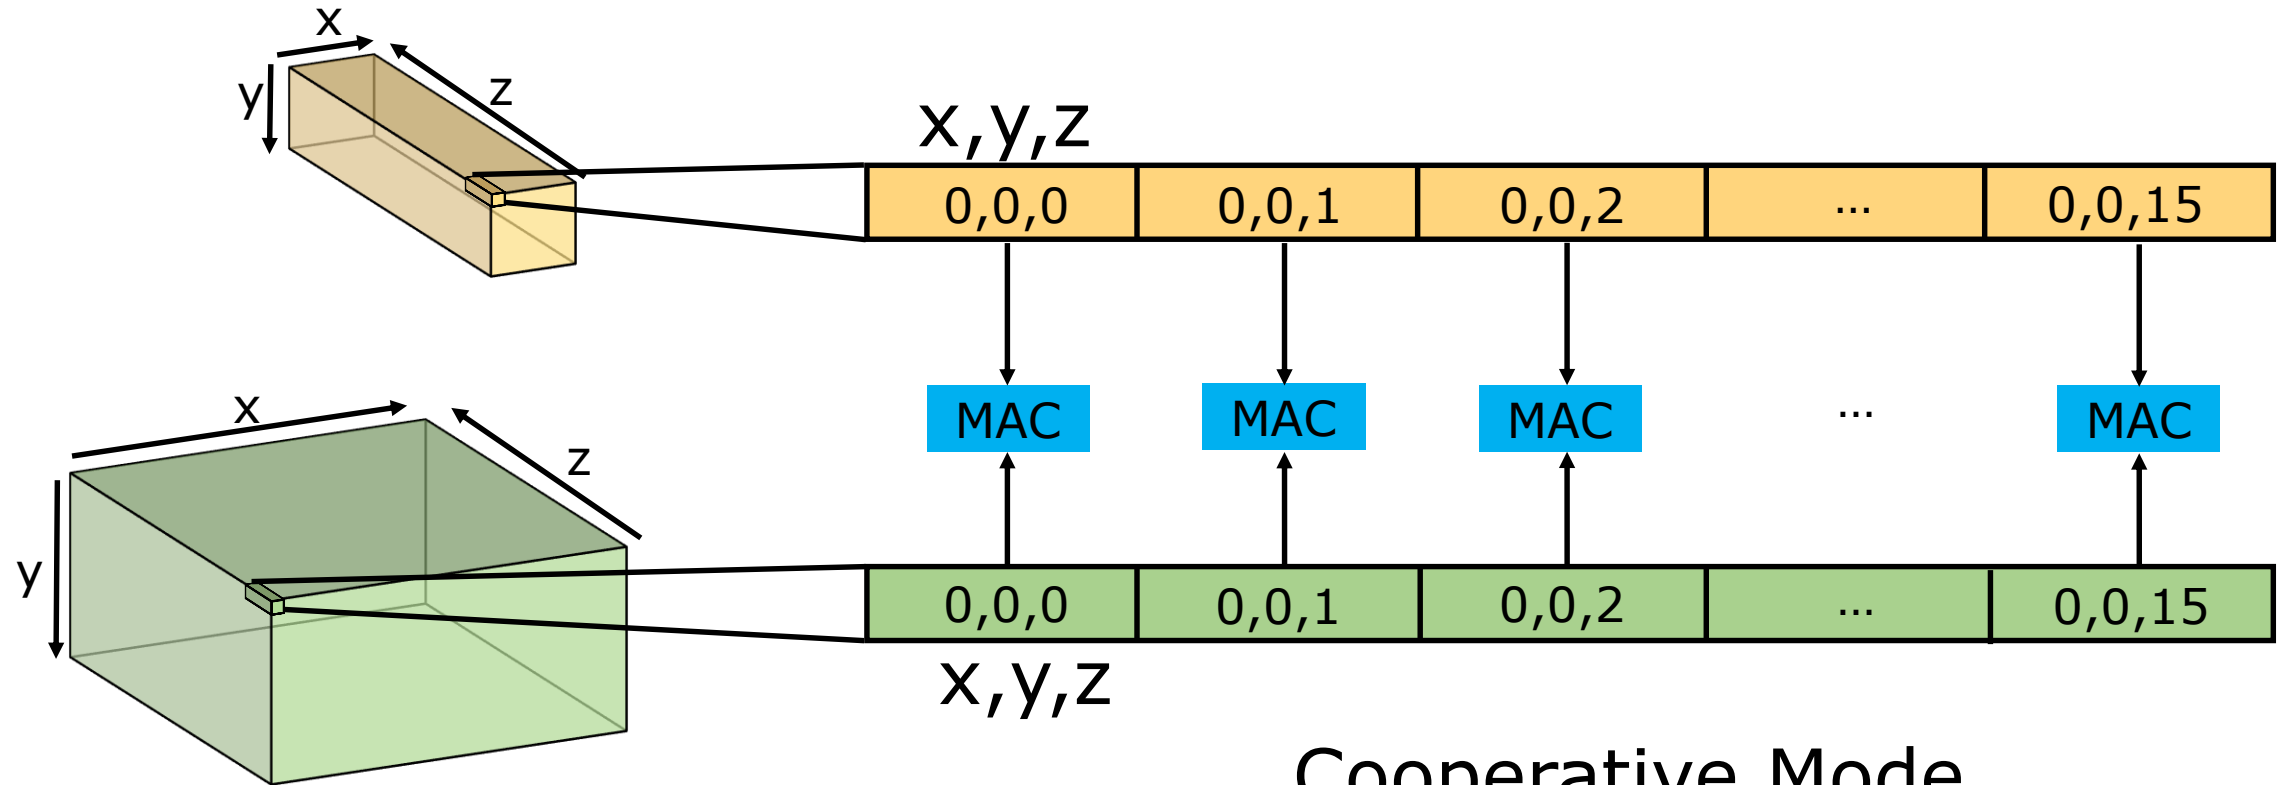 x
y
z
x,y,z
0,0,0 0,0,1 0,0,2 ... 0,0,15
MAC MAC MAC ... MAC
x
y
z
0,0,0 0,0,1 0,0,2 ... 0,0,15
x,y,z
Cooperative Mode